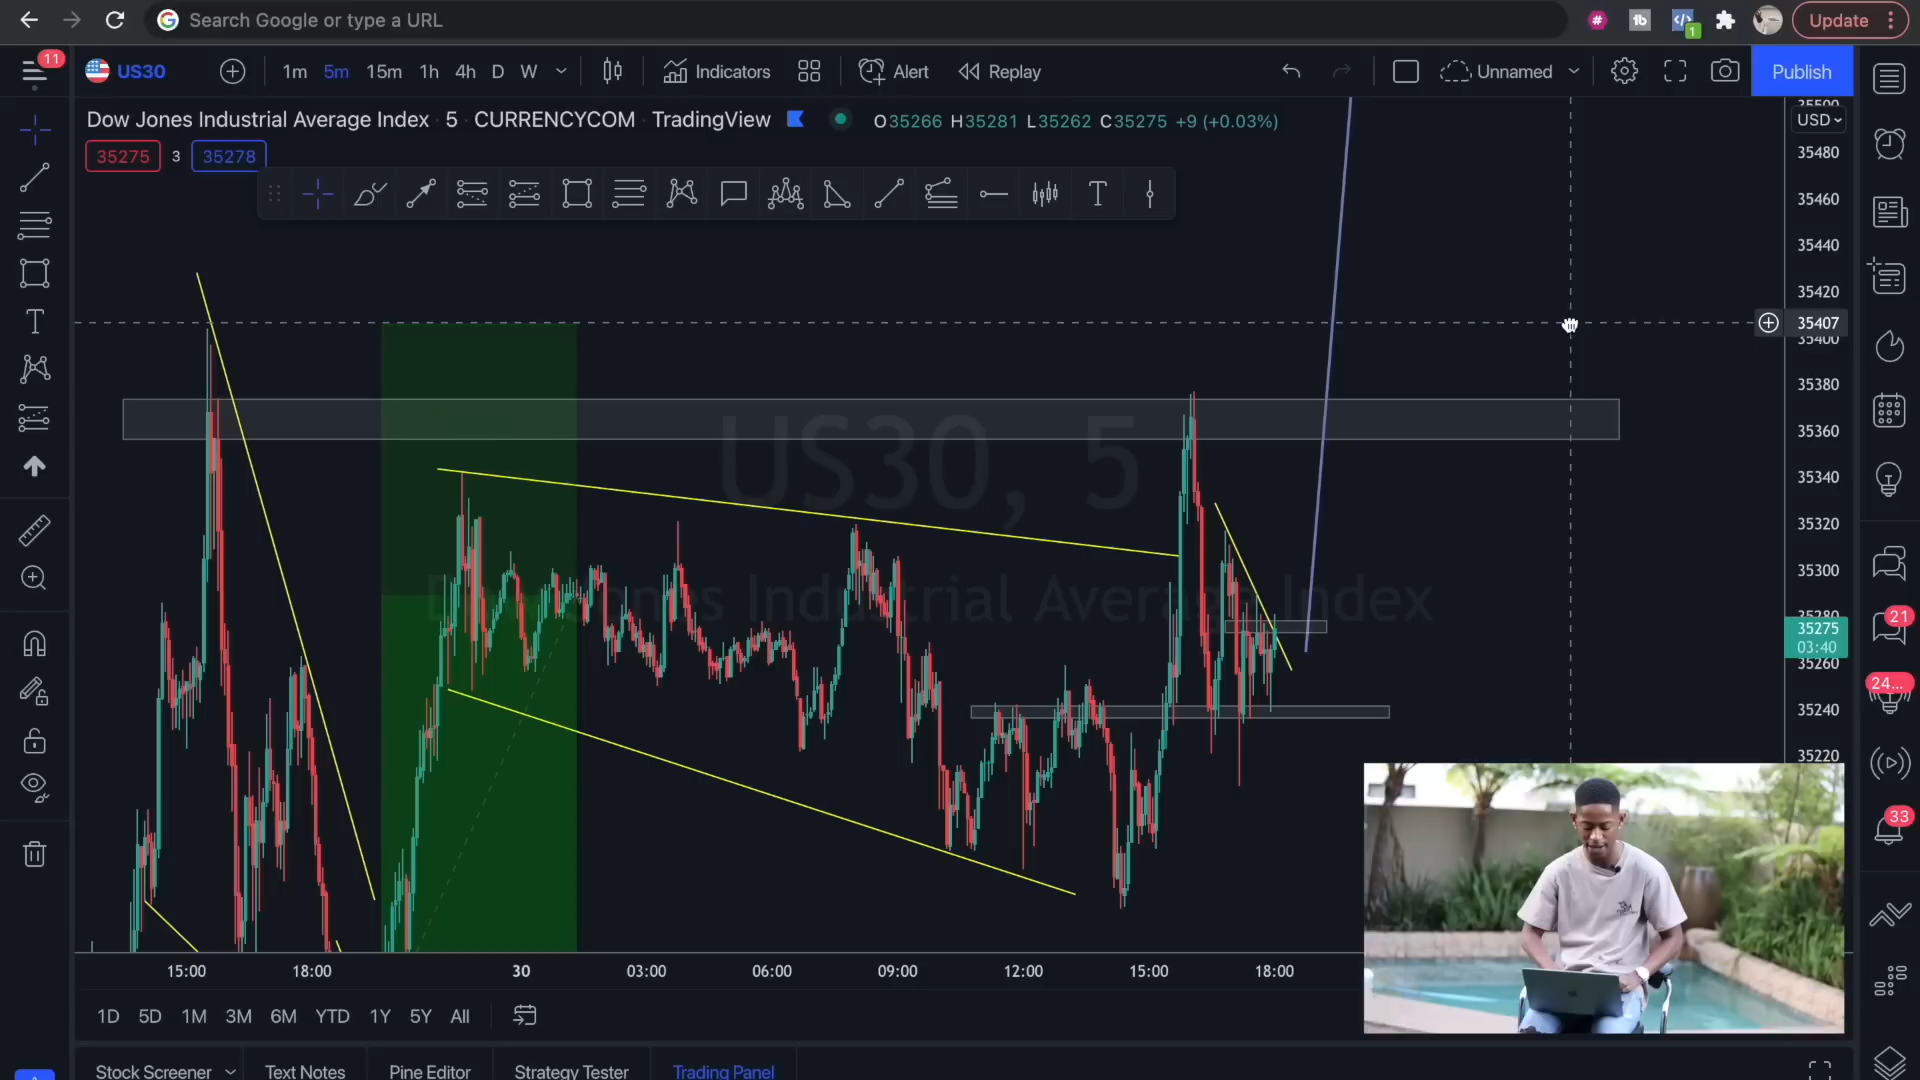 Search Google or type a URL
#
tb
1
Update
11
US30
1m 5m 15m 1h 4h D W
Indicators
Alert
Replay
Unnamed
Publish
Dow Jones Industrial Average Index · 5 · CURRENCYCOM · TradingView
O35266 H35281 L35262 C35275 +9 (+0.03%)
35275 3 35278
USD
35500
35480
35460
35440
35420
35407
35400
35380
35360
35340
35320
35300
35280
35275
03:40
35260
35240
35220
US30, 5
Dow Jones Industrial Average Index
21
24...
33
15:00 18:00 30 03:00 06:00 09:00 12:00 15:00 18:00
1D 5D 1M 3M 6M YTD 1Y 5Y All
Stock Screener Text Notes Pine Editor Strategy Tester Trading Panel